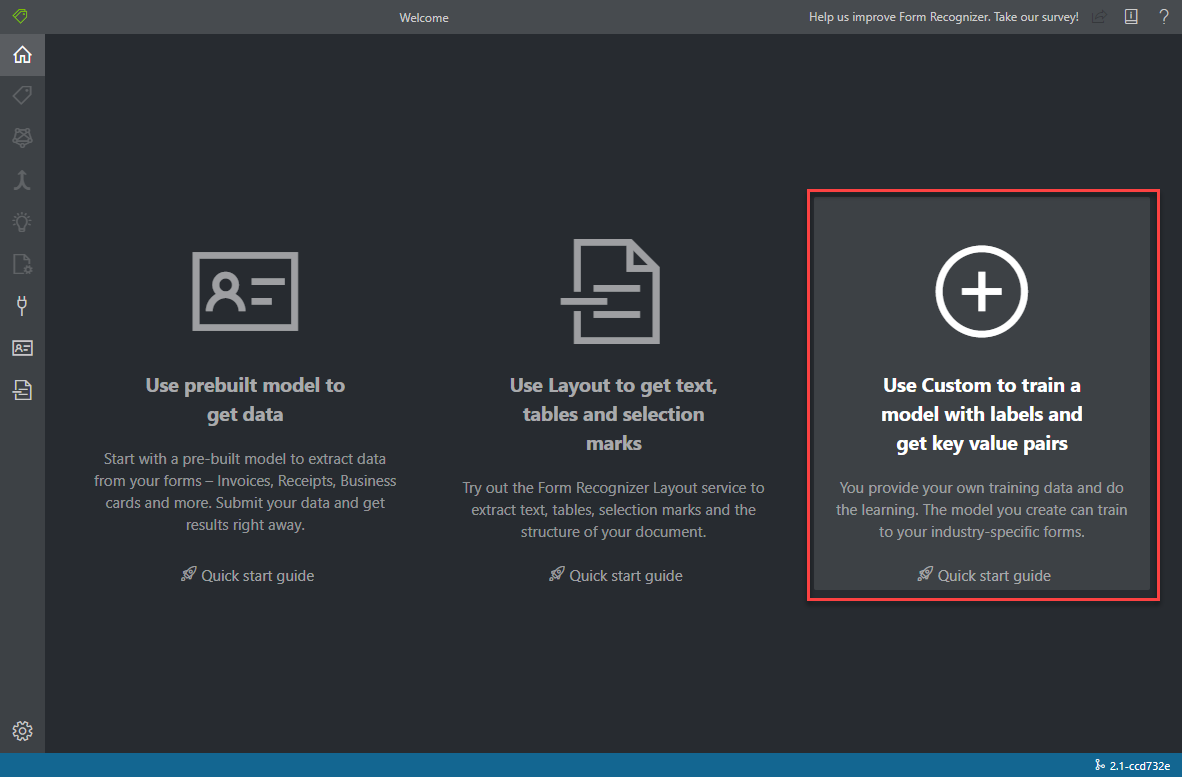 Welcome
Help us improve Form Recognizer. Take our survey!
Use prebuilt model to
get data
Start with a pre-built model to extract data
from your forms – Invoices, Receipts, Business
cards and more. Submit your data and get
results right away.
Quick start guide
Use Layout to get text,
tables and selection
marks
Try out the Form Recognizer Layout service to
extract text, tables, selection marks and the
structure of your document.
Quick start guide
Use Custom to train a
model with labels and
get key value pairs
You provide your own training data and do
the learning. The model you create can train
to your industry-specific forms.
Quick start guide
2.1-ccd732e